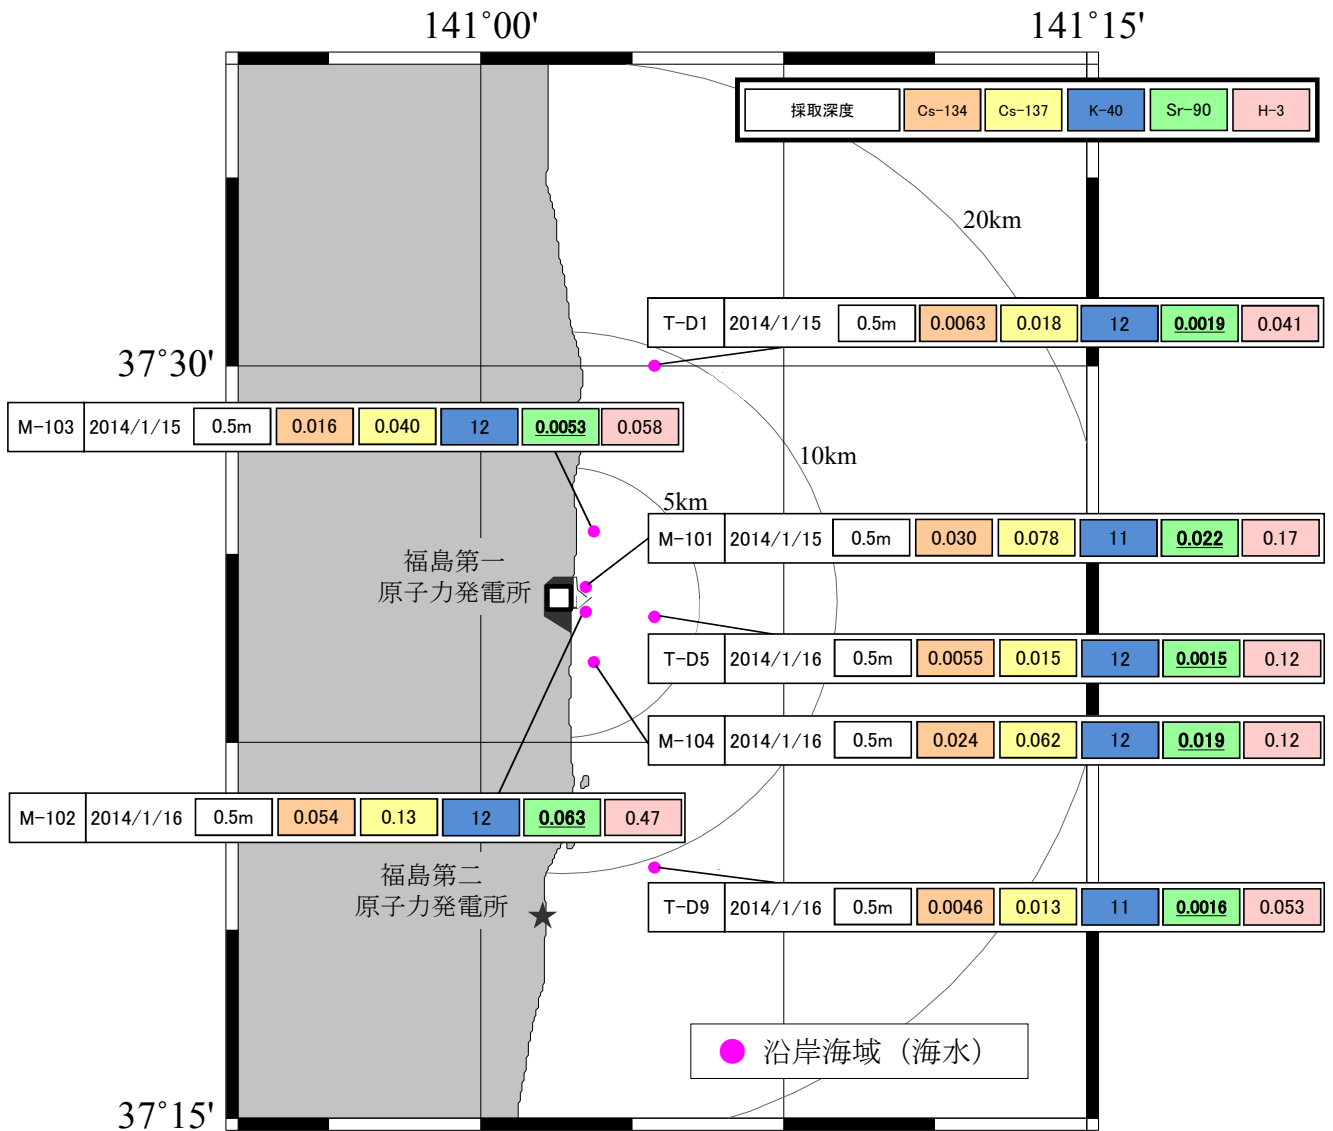 141°00'
141°15'
採取深度 Cs-134 Cs-137 K-40 Sr-90 H-3
20km
T-D1 2014/1/15 0.5m 0.0063 0.018 12 0.0019 0.041
37°30'
M-103 2014/1/15 0.5m 0.016 0.040 12 0.0053 0.058
10km
5km
M-101 2014/1/15 0.5m 0.030 0.078 11 0.022 0.17
福島第一
原子力発電所
T-D5 2014/1/16 0.5m 0.0055 0.015 12 0.0015 0.12
M-104 2014/1/16 0.5m 0.024 0.062 12 0.019 0.12
M-102 2014/1/16 0.5m 0.054 0.13 12 0.063 0.47
福島第二
原子力発電所
T-D9 2014/1/16 0.5m 0.0046 0.013 11 0.0016 0.053
沿岸海域（海水）
37°15'